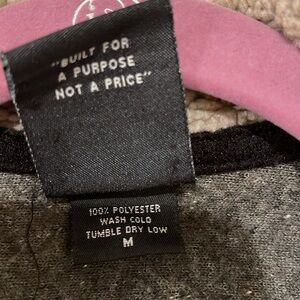 "BUILT FOR
A PURPOSE
NOT A PRICE"
100% POLYESTER
WASH COLD
TUMBLE DRY LOW
M